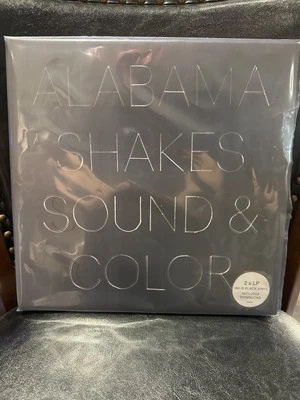 ALABAMA
SHAKES
SOUND &
COLOR
2 x LP